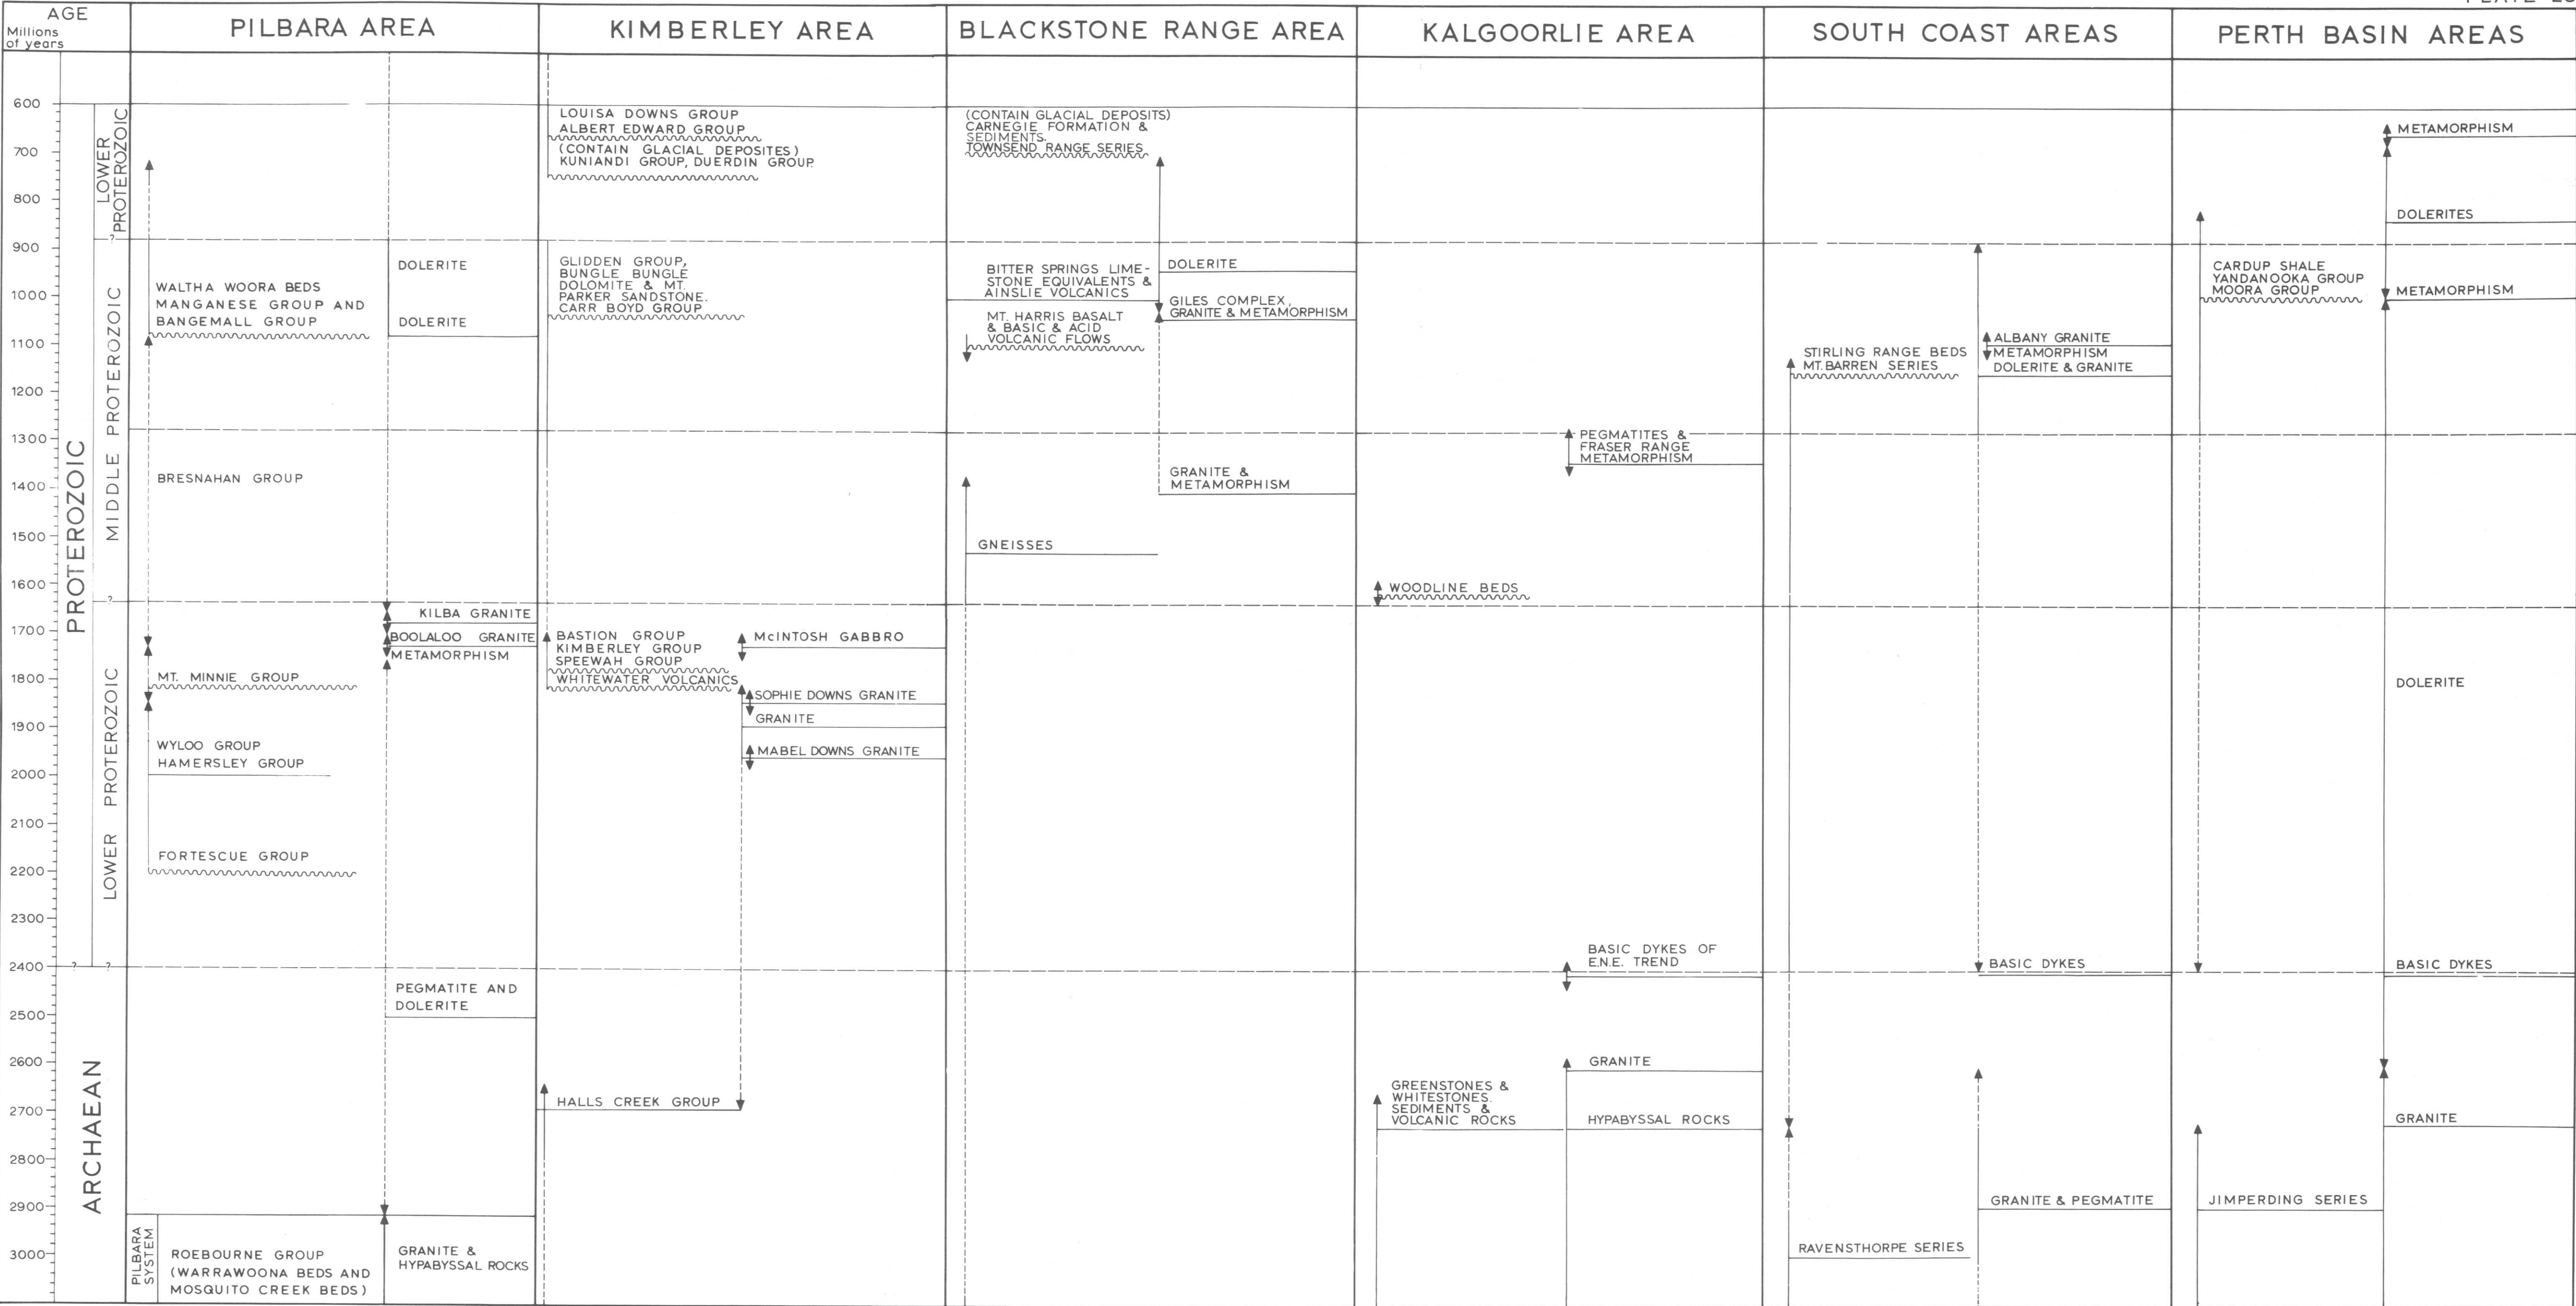 PLATE 28
AGE
Millions
of years
PILBARA AREA
KIMBERLEY AREA
BLACKSTONE RANGE AREA
KALGOORLIE AREA
SOUTH COAST AREAS
PERTH BASIN AREAS
600
700
800
900
1000
1100
1200
1300
1400
1500
1600
1700
1800
1900
2000
2100
2200
2300
2400
2500
2600
2700
2800
2900
3000
PROTEROZOIC
ARCHAEAN
LOWER
PROTEROZOIC
?
MIDDLE PROTEROZOIC
?
LOWER PROTEROZOIC
? ?
PILBARA
SYSTEM
WALTHA WOORA BEDS
MANGANESE GROUP AND
BANGEMALL GROUP
BRESNAHAN GROUP
MT. MINNIE GROUP
WYLOO GROUP
HAMERSLEY GROUP
FORTESCUE GROUP
ROEBOURNE GROUP
(WARRAWOONA BEDS AND
MOSQUITO CREEK BEDS)
DOLERITE
DOLERITE
KILBA GRANITE
BOOLALOO GRANITE
METAMORPHISM
PEGMATITE AND
DOLERITE
GRANITE &
HYPABYSSAL ROCKS
LOUISA DOWNS GROUP
ALBERT EDWARD GROUP
(CONTAIN GLACIAL DEPOSITES)
KUNIANDI GROUP, DUERDIN GROUP
GLIDDEN GROUP,
BUNGLE BUNGLE
DOLOMITE & MT.
PARKER SANDSTONE.
CARR BOYD GROUP
BASTION GROUP
KIMBERLEY GROUP
SPEEWAH GROUP
WHITEWATER VOLCANICS
HALLS CREEK GROUP
McINTOSH GABBRO
SOPHIE DOWNS GRANITE
GRANITE
MABEL DOWNS GRANITE
(CONTAIN GLACIAL DEPOSITS)
CARNEGIE FORMATION &
SEDIMENTS.
TOWNSEND RANGE SERIES
BITTER SPRINGS LIME-
STONE EQUIVALENTS &
AINSLIE VOLCANICS
MT. HARRIS BASALT
& BASIC & ACID
VOLCANIC FLOWS
GNEISSES
DOLERITE
GILES COMPLEX,
GRANITE & METAMORPHISM
GRANITE &
METAMORPHISM
WOODLINE BEDS
GREENSTONES &
WHITESTONES.
SEDIMENTS &
VOLCANIC ROCKS
PEGMATITES &
FRASER RANGE
METAMORPHISM
BASIC DYKES OF
E.N.E. TREND
GRANITE
HYPABYSSAL ROCKS
STIRLING RANGE BEDS
MT. BARREN SERIES
RAVENSTHORPE SERIES
ALBANY GRANITE
METAMORPHISM
DOLERITE & GRANITE
BASIC DYKES
GRANITE & PEGMATITE
CARDUP SHALE
YANDANOOKA GROUP
MOORA GROUP
JIMPERDING SERIES
METAMORPHISM
DOLERITES
METAMORPHISM
DOLERITE
BASIC DYKES
GRANITE